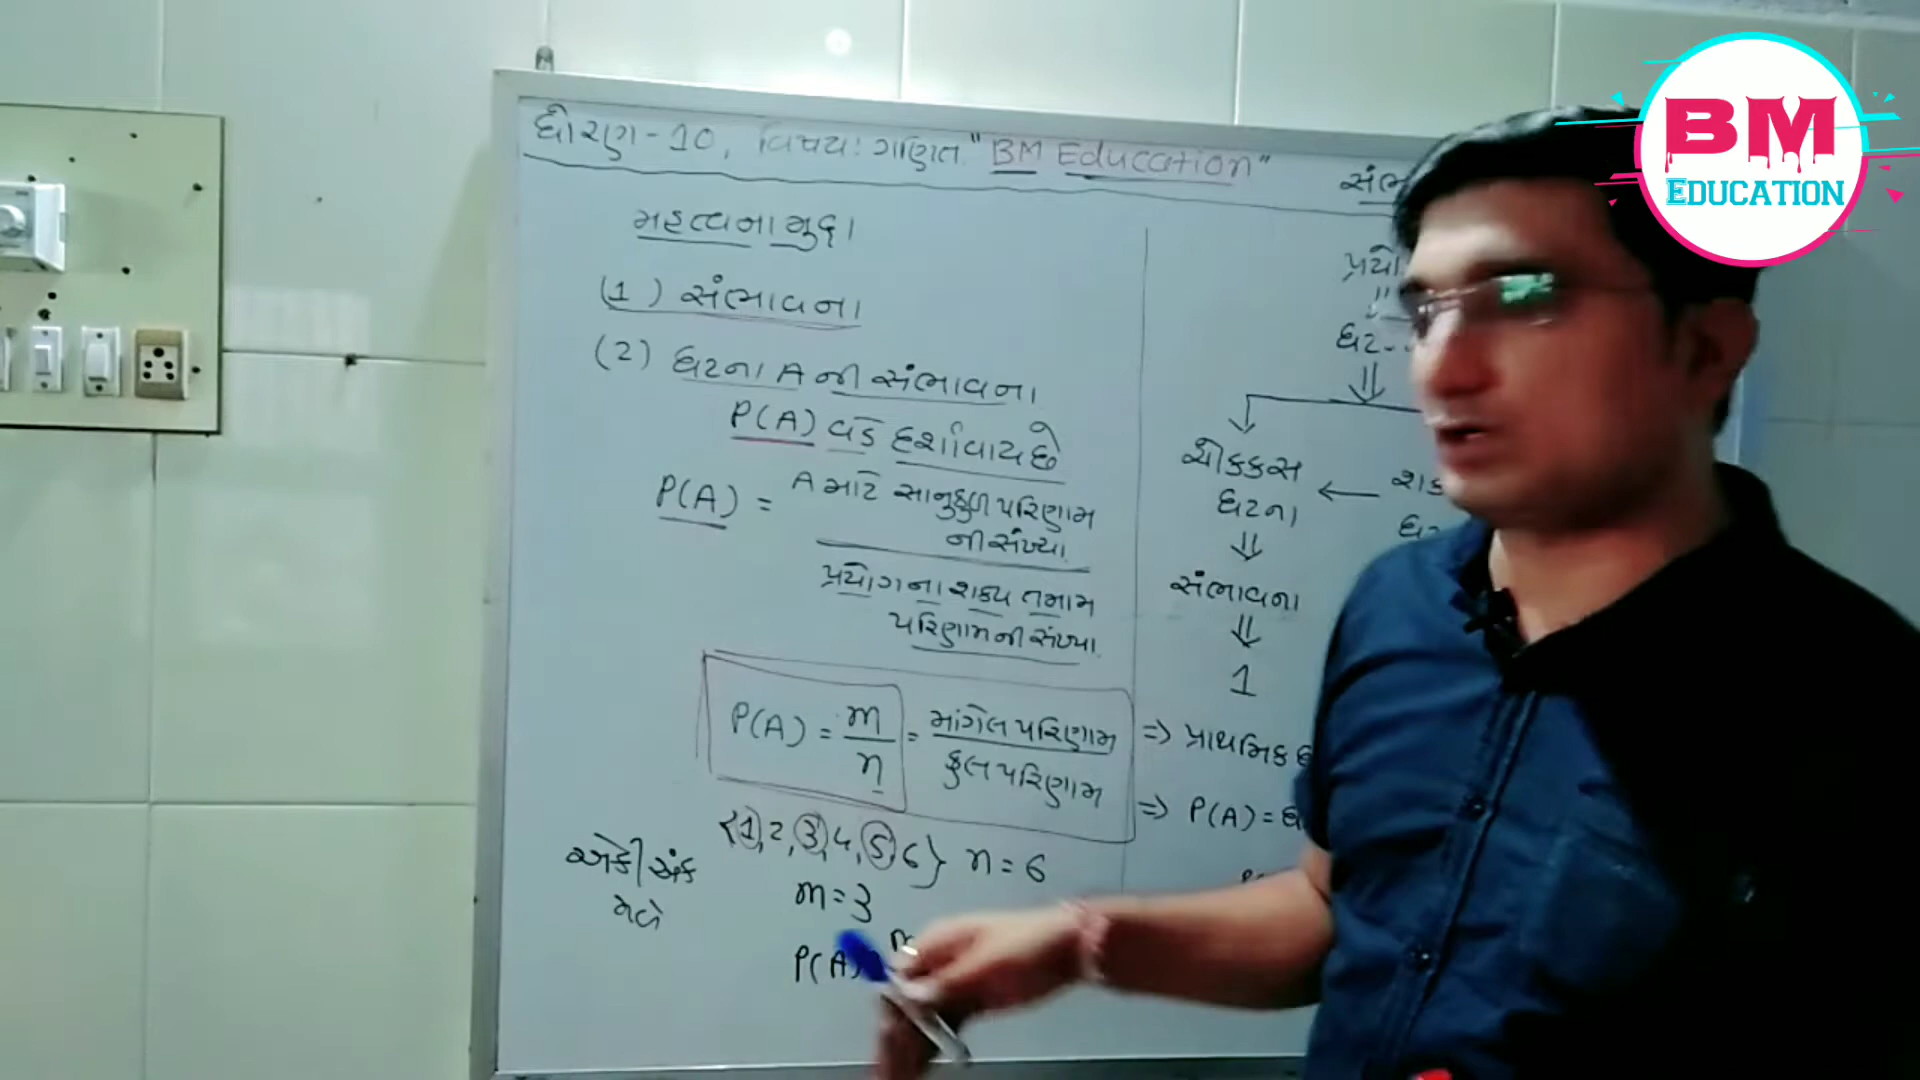 ધોરણ-10, વિષય: ગણિત "BM Education"
મહત્વના મુદ્દા
(1) સંભાવના
(2) ઘટના A ની સંભાવના
P(A) વડે દર્શાવાય છે
P(A) = A માટે સાનુકુળ પરિણામ
ની સંખ્યા.
પ્રયોગના શક્ય તમામ
પરિણામની સંખ્યા.
P(A) = m/n = માંગેલ પરિણામ/કુલ પરિણામ
{1, 2, 3, 4, 5, 6} n = 6
એકી અંક
મળે
m = 3
P(A)
ચોક્કસ
ઘટના
⇓
સંભાવના
⇓
1
⇒ પ્રાથમિક
⇒ P(A) =
BM
EDUCATION